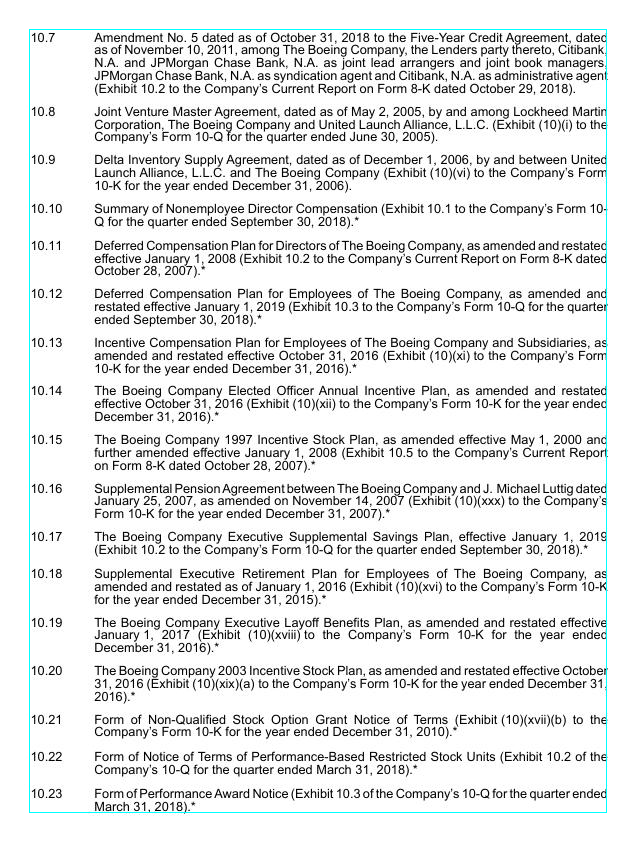 10.7 Amendment No. 5 dated as of October 31, 2018 to the Five-Year Credit Agreement, dated
as of November 10, 2011, among The Boeing Company, the Lenders party thereto, Citibank,
N.A. and JPMorgan Chase Bank, N.A. as joint lead arrangers and joint book managers,
JPMorgan Chase Bank, N.A. as syndication agent and Citibank, N.A. as administrative agent
(Exhibit 10.2 to the Company's Current Report on Form 8-K dated October 29, 2018).
10.8 Joint Venture Master Agreement, dated as of May 2, 2005, by and among Lockheed Martin
Corporation, The Boeing Company and United Launch Alliance, L.L.C. (Exhibit (10)(i) to the
Company's Form 10-Q for the quarter ended June 30, 2005).
10.9 Delta Inventory Supply Agreement, dated as of December 1, 2006, by and between United
Launch Alliance, L.L.C. and The Boeing Company (Exhibit (10)(vi) to the Company's Form
10-K for the year ended December 31, 2006).
10.10 Summary of Nonemployee Director Compensation (Exhibit 10.1 to the Company's Form 10-
Q for the quarter ended September 30, 2018).*
10.11 Deferred Compensation Plan for Directors of The Boeing Company, as amended and restated
effective January 1, 2008 (Exhibit 10.2 to the Company's Current Report on Form 8-K dated
October 28, 2007).*
10.12 Deferred Compensation Plan for Employees of The Boeing Company, as amended and
restated effective January 1, 2019 (Exhibit 10.3 to the Company's Form 10-Q for the quarter
ended September 30, 2018).*
10.13 Incentive Compensation Plan for Employees of The Boeing Company and Subsidiaries, as
amended and restated effective October 31, 2016 (Exhibit (10)(xi) to the Company's Form
10-K for the year ended December 31, 2016).*
10.14 The Boeing Company Elected Officer Annual Incentive Plan, as amended and restated
effective October 31, 2016 (Exhibit (10)(xii) to the Company's Form 10-K for the year ended
December 31, 2016).*
10.15 The Boeing Company 1997 Incentive Stock Plan, as amended effective May 1, 2000 and
further amended effective January 1, 2008 (Exhibit 10.5 to the Company's Current Report
on Form 8-K dated October 28, 2007).*
10.16 Supplemental Pension Agreement between The Boeing Company and J. Michael Luttig dated
January 25, 2007, as amended on November 14, 2007 (Exhibit (10)(xxx) to the Company's
Form 10-K for the year ended December 31, 2007).*
10.17 The Boeing Company Executive Supplemental Savings Plan, effective January 1, 2019
(Exhibit 10.2 to the Company's Form 10-Q for the quarter ended September 30, 2018).*
10.18 Supplemental Executive Retirement Plan for Employees of The Boeing Company, as
amended and restated as of January 1, 2016 (Exhibit (10)(xvi) to the Company's Form 10-K
for the year ended December 31, 2015).*
10.19 The Boeing Company Executive Layoff Benefits Plan, as amended and restated effective
January 1, 2017 (Exhibit (10)(xviii) to the Company's Form 10-K for the year ended
December 31, 2016).*
10.20 The Boeing Company 2003 Incentive Stock Plan, as amended and restated effective October
31, 2016 (Exhibit (10)(xix)(a) to the Company's Form 10-K for the year ended December 31,
2016).*
10.21 Form of Non-Qualified Stock Option Grant Notice of Terms (Exhibit (10)(xvii)(b) to the
Company's Form 10-K for the year ended December 31, 2010).*
10.22 Form of Notice of Terms of Performance-Based Restricted Stock Units (Exhibit 10.2 of the
Company's 10-Q for the quarter ended March 31, 2018).*
10.23 Form of Performance Award Notice (Exhibit 10.3 of the Company's 10-Q for the quarter ended
March 31, 2018).*